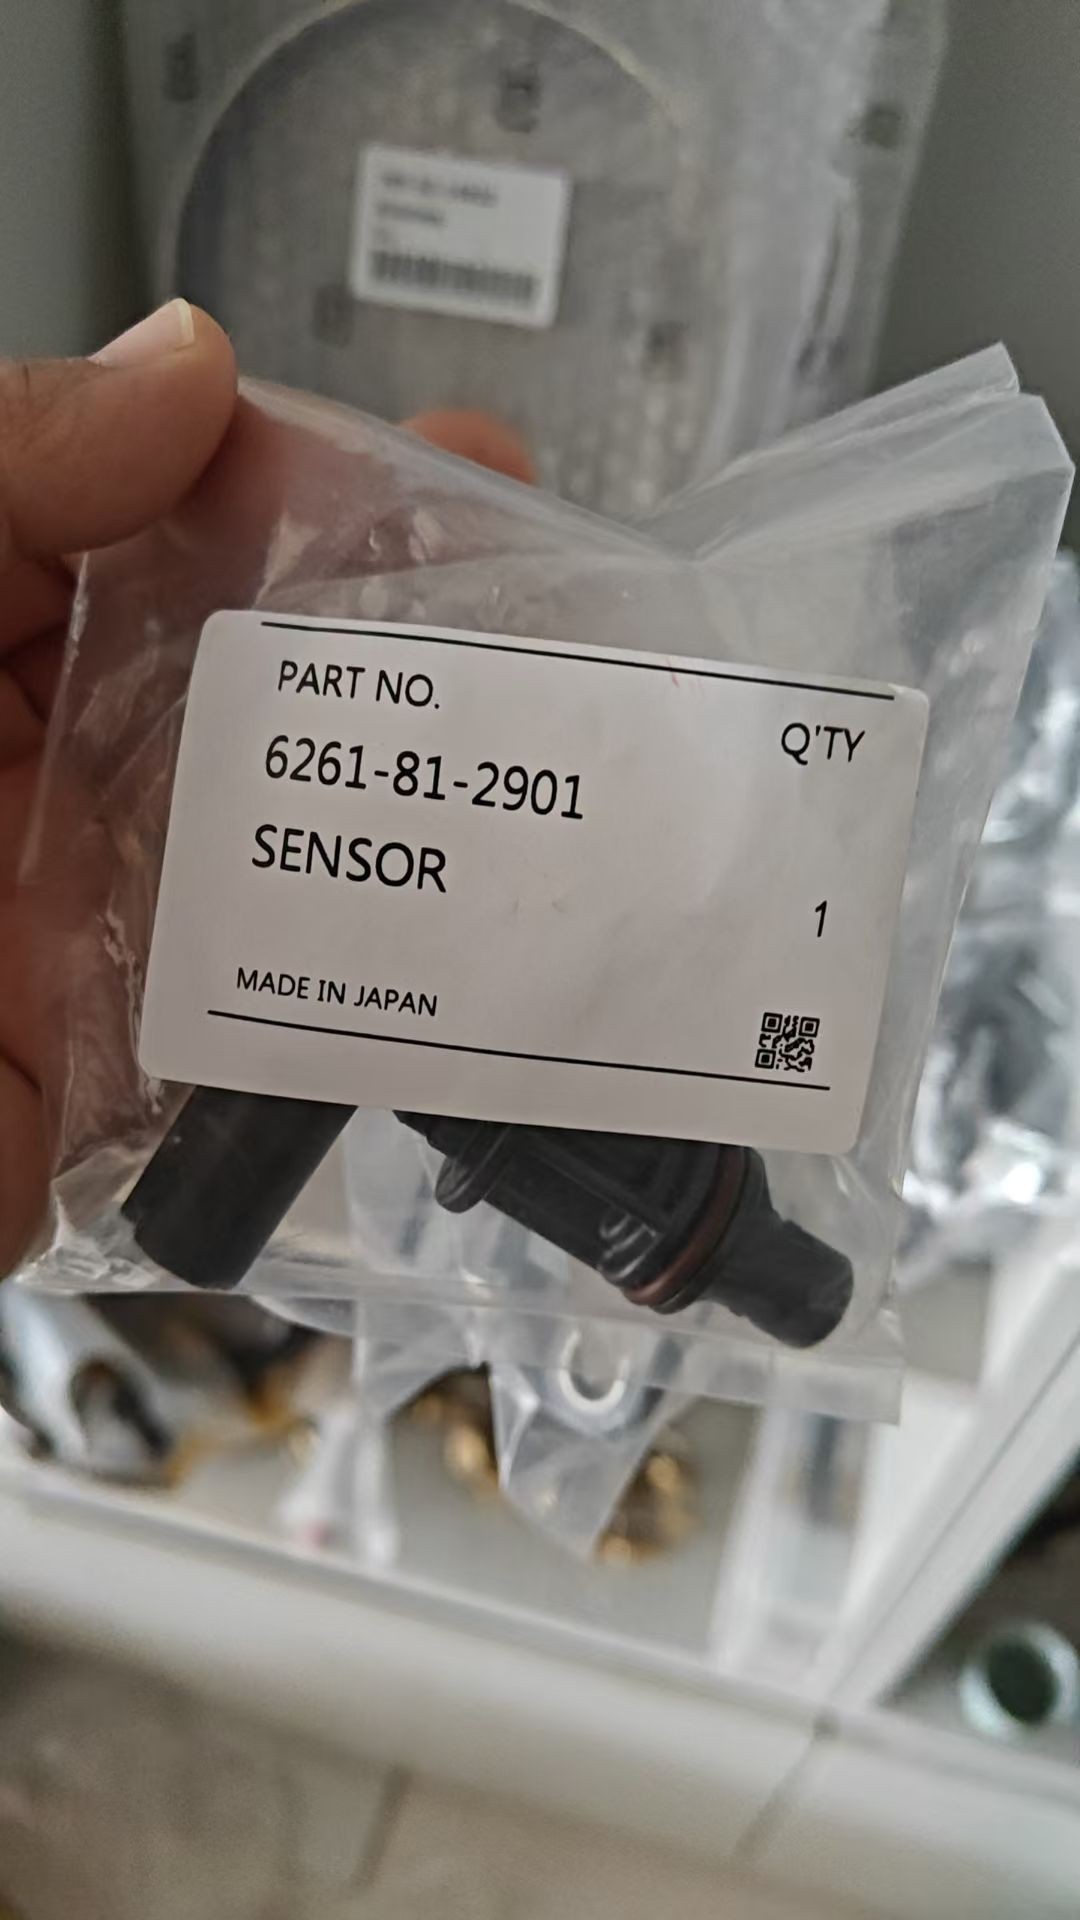 PART NO.
Q'TY
6261-81-2901
SENSOR
1
MADE IN JAPAN